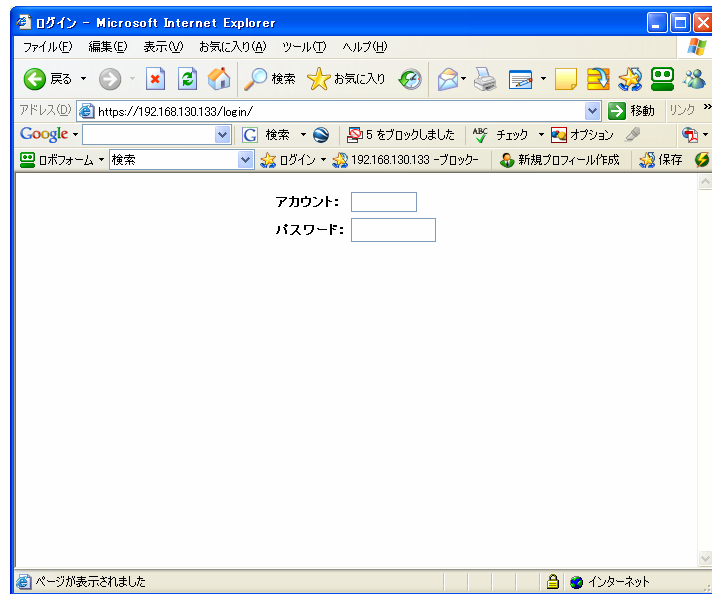 ログイン - Microsoft Internet Explorer
ファイル(F) 編集(E) 表示(V) お気に入り(A) ツール(T) ヘルプ(H)
戻る 検索 お気に入り
アドレス(D) https://192.168.130.133/login/ 移動 リンク »
Google G 検索 5 をブロックしました ABC チェック オプション
ロボフォーム 検索 ログイン 192.168.130.133 -ブロック- 新規プロフィール作成 保存
アカウント:
パスワード:
ページが表示されました インターネット